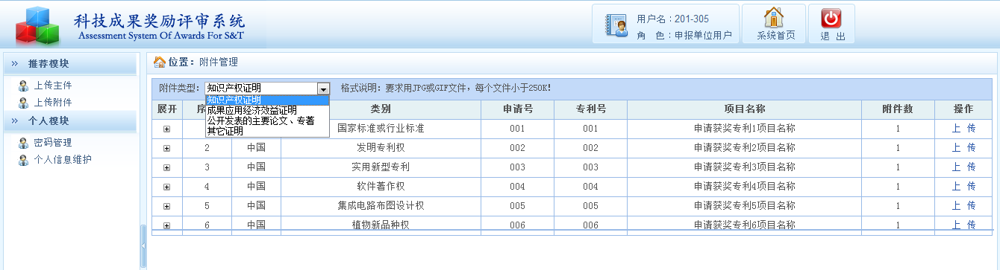 科技成果奖励评审系统
Assessment System Of Awards For S&T
用户名：201-305
角　色：申报单位用户
系统首页
退 出
推荐模块
上传主件
上传附件
个人模块
密码管理
个人信息维护
位置：附件管理
附件类型： 知识产权证明 格式说明：要求用JPG或GIF文件，每个文件小于250K!
知识产权证明
成果应用经济效益证明
公开发表的主要论文、专著
其它证明
展开 序 类别 申请号 专利号 项目名称 附件数 操作
国家标准或行业标准 001 001 申请获奖专利1项目名称 1 上 传
2 中国 发明专利权 002 002 申请获奖专利2项目名称 1 上 传
3 中国 实用新型专利 003 003 申请获奖专利3项目名称 1 上 传
4 中国 软件著作权 004 004 申请获奖专利4项目名称 1 上 传
5 中国 集成电路布图设计权 005 005 申请获奖专利5项目名称 1 上 传
6 中国 植物新品种权 006 006 申请获奖专利6项目名称 1 上 传